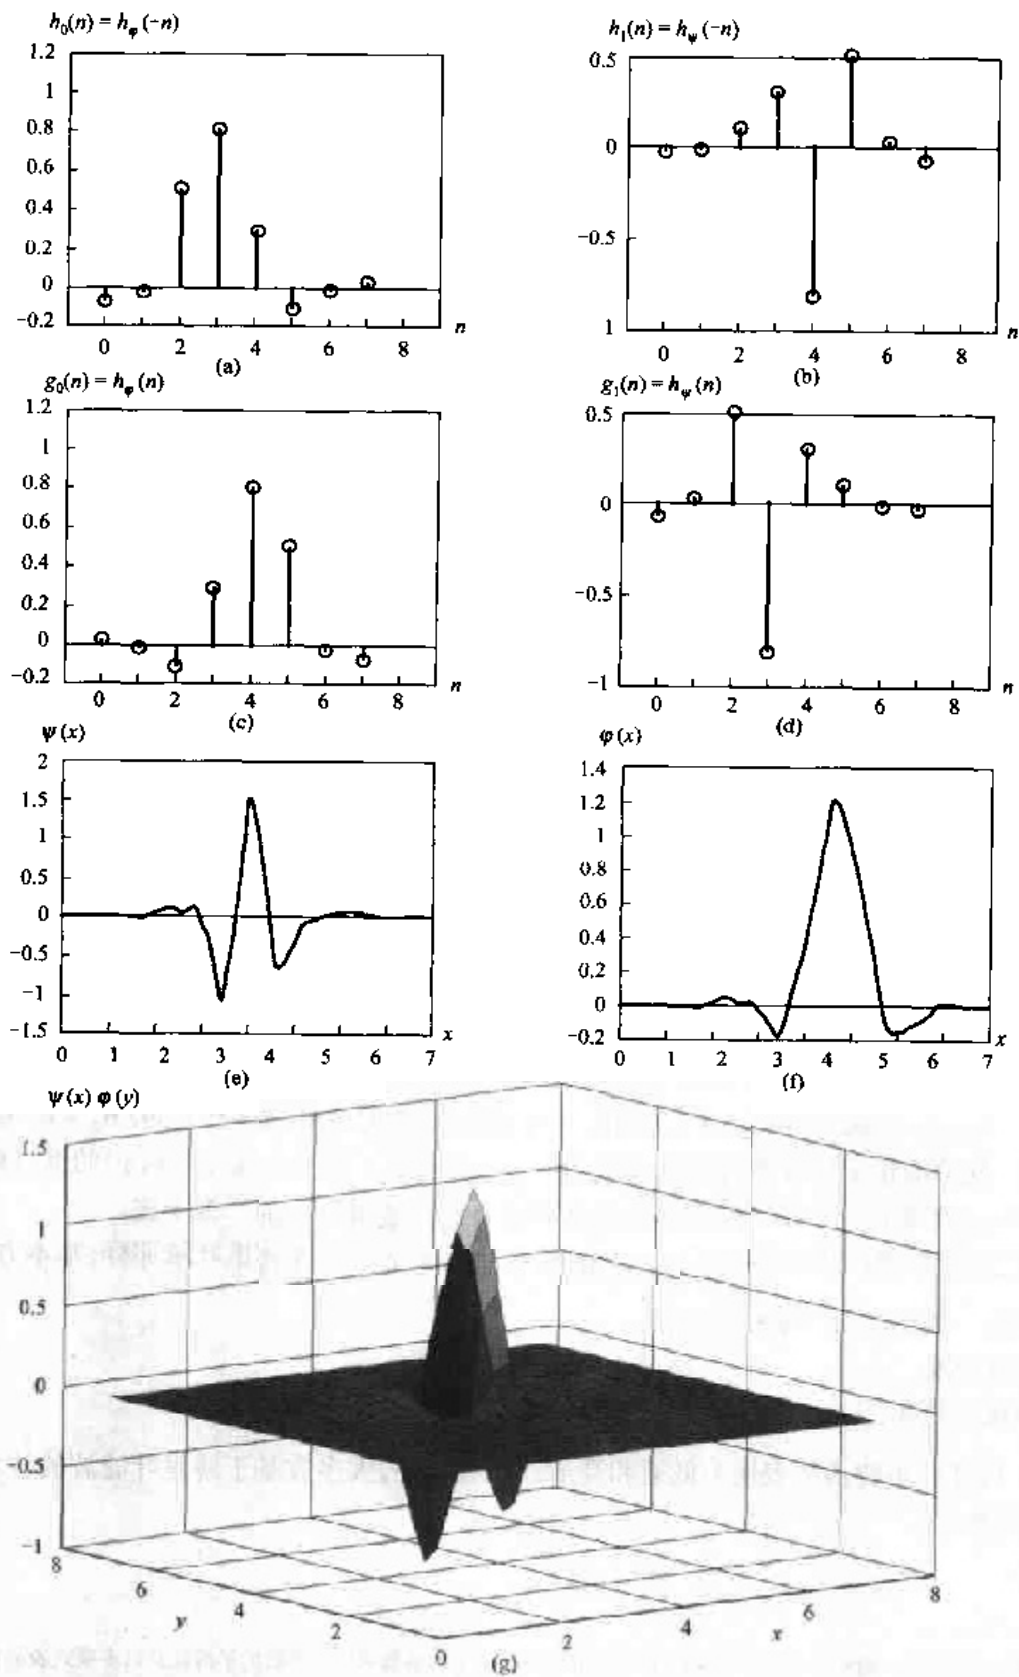 h₀(n) = hφ(−n)
1.2
1
0.8
0.6
0.4
0.2
0
−0.2
0 2 4 6 8 n
(a)
h₁(n) = hψ(−n)
0.5
0
−0.5
1
0 2 4 6 8 n
(b)
g₀(n) = hφ(n)
1.2
1
0.8
0.6
0.4
0.2
0
−0.2
0 2 4 6 8 n
(c)
g₁(n) = hψ(n)
0.5
0
−0.5
−1
0 2 4 6 8 n
(d)
ψ(x)
2
1.5
1
0.5
0
−0.5
−1
−1.5
0 1 2 3 4 5 6 7 x
(e)
φ(x)
1.4
1.2
1
0.8
0.6
0.4
0.2
0
−0.2
0 1 2 3 4 5 6 7 x
(f)
ψ(x) φ(y)
1.5
1
0.5
0
−0.5
−1
8 6 4 2 0 2 4 6 8
y x
(g)